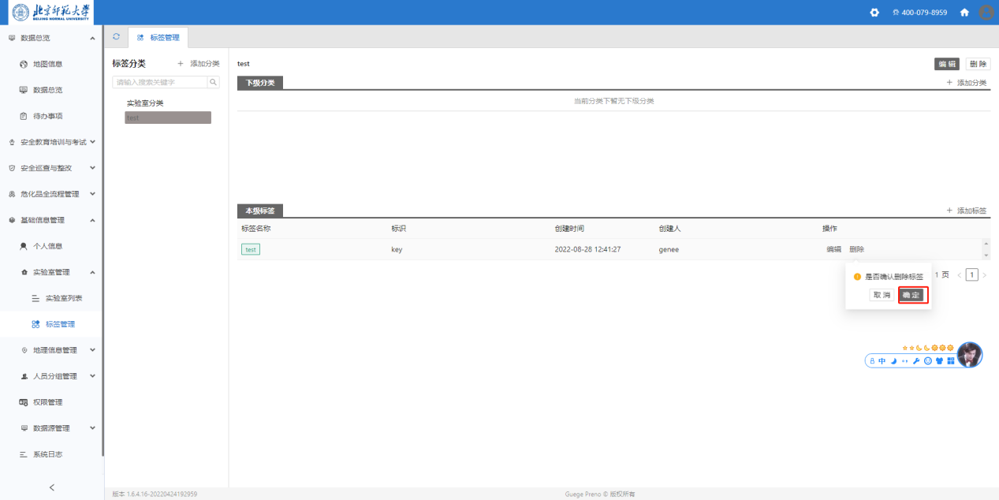 北京师范大学
BEIJING NORMAL UNIVERSITY
400-079-8959
数据总览
地图信息
数据总览
待办事项
安全教育培训与考试
安全巡查与整改
危化品全流程管理
基础信息管理
个人信息
实验室管理
实验室列表
标签管理
地理信息管理
人员分组管理
权限管理
数据源管理
系统日志
标签管理
标签分类
+ 添加分类
请输入搜索关键字
实验室分类
test
test
编辑 删除
下级分类
+ 添加分类
当前分类下暂无下级分类
本级标签
+ 添加标签
标签名称 标识 创建时间 创建人 操作
test key 2022-08-28 12:41:27 genee 编辑 删除
1 页 < 1 >
是否确认删除标签
取消 确定
中
版本 1.6.4.16-20220424192959
Guege Preno © 版权所有